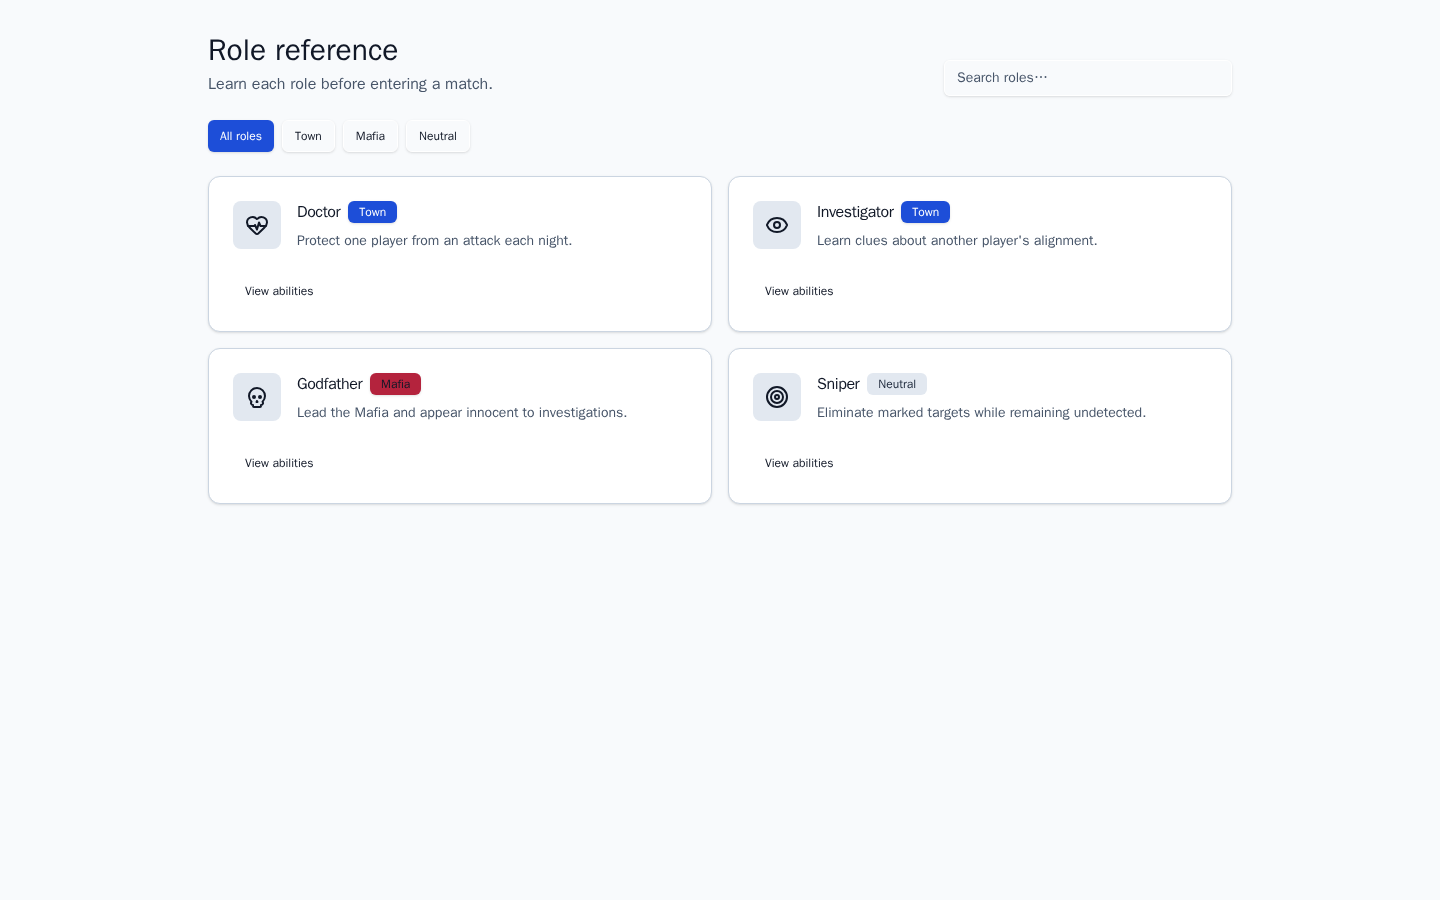 Role reference
Learn each role before entering a match.
Search roles…
All roles
Town
Mafia
Neutral
Doctor
Town
Protect one player from an attack each night.
View abilities
Investigator
Town
Learn clues about another player's alignment.
View abilities
Godfather
Mafia
Lead the Mafia and appear innocent to investigations.
View abilities
Sniper
Neutral
Eliminate marked targets while remaining undetected.
View abilities